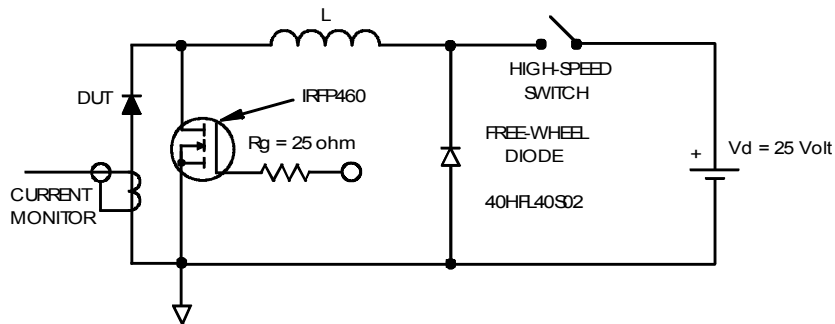 L
HIGH-SPEED
SWITCH
DUT
IRFP460
Rg = 25 ohm
FREE-WHEEL
DIODE
+
Vd = 25 Volt
CURRENT
MONITOR
40HFL40S02